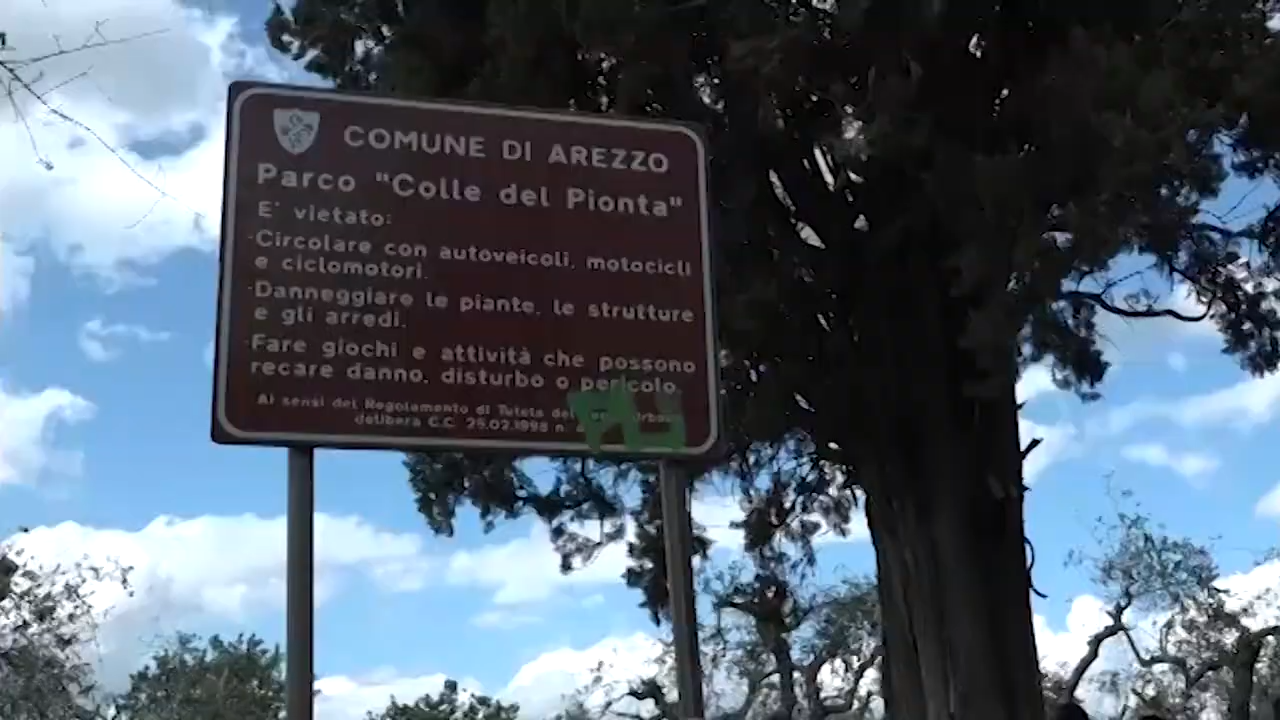 COMUNE DI AREZZO
Parco "Colle del Pionta"
E' vietato:
-Circolare con autoveicoli, motocicli
e ciclomotori.
-Danneggiare le piante, le strutture
e gli arredi.
-Fare giochi e attività che possono
recare danno, disturbo o pericolo.
Ai sensi del Regolamento di Tutela del
delibera C.C. 25.02.1998 n.